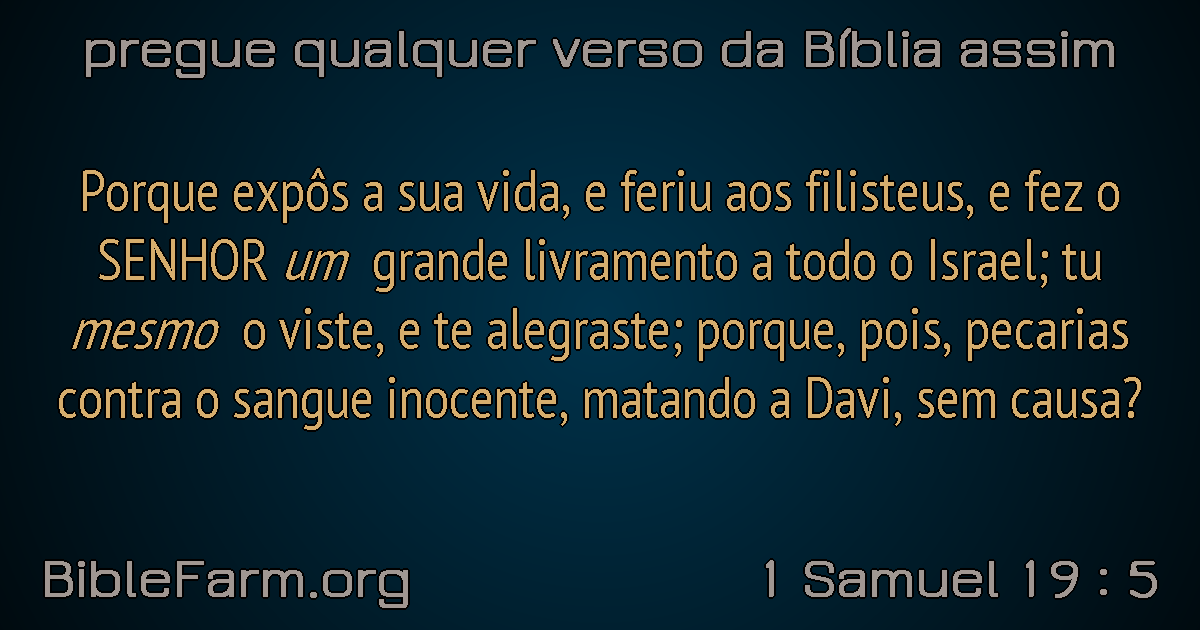 pregue qualquer verso da Bíblia assim
Porque expôs a sua vida, e feriu aos filisteus, e fez o
SENHOR um grande livramento a todo o Israel; tu
mesmo o viste, e te alegraste; porque, pois, pecarias
contra o sangue inocente, matando a Davi, sem causa?
BibleFarm.org
1 Samuel 19 : 5